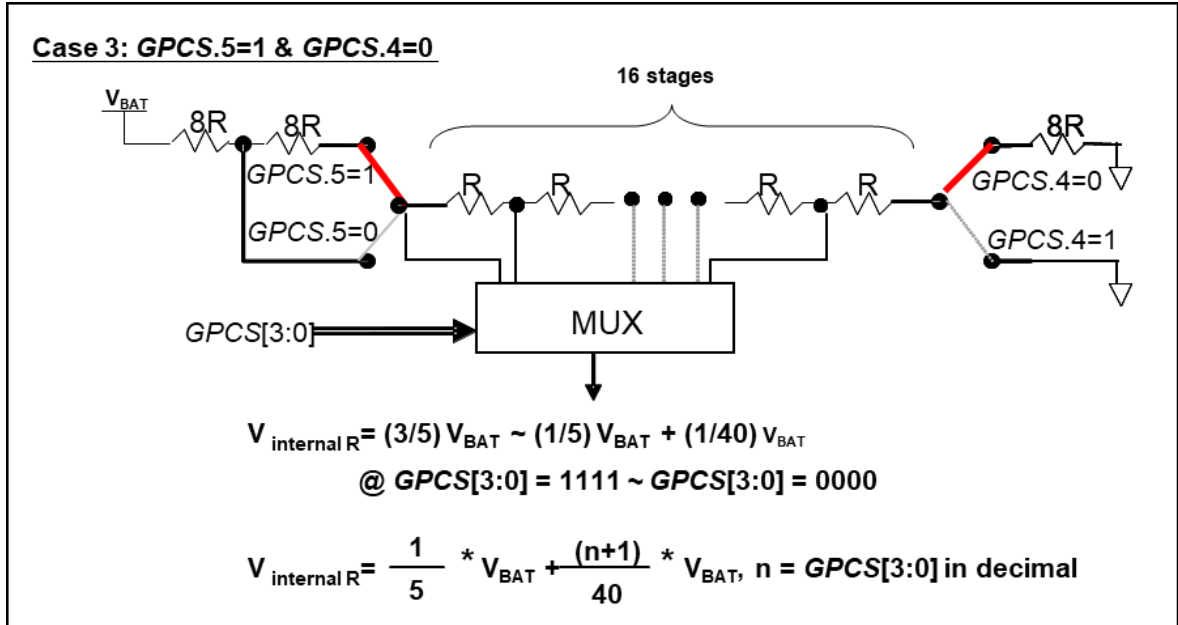 Case 3: GPCS.5=1 & GPCS.4=0
16 stages
VBAT
8R 8R 8R
GPCS.5=1 R R R R GPCS.4=0
GPCS.5=0 GPCS.4=1
MUX
GPCS[3:0]
V internal R= (3/5) VBAT ~ (1/5) VBAT + (1/40) VBAT
@ GPCS[3:0] = 1111 ~ GPCS[3:0] = 0000
V internal R= 1/5 * VBAT + (n+1)/40 * VBAT, n = GPCS[3:0] in decimal